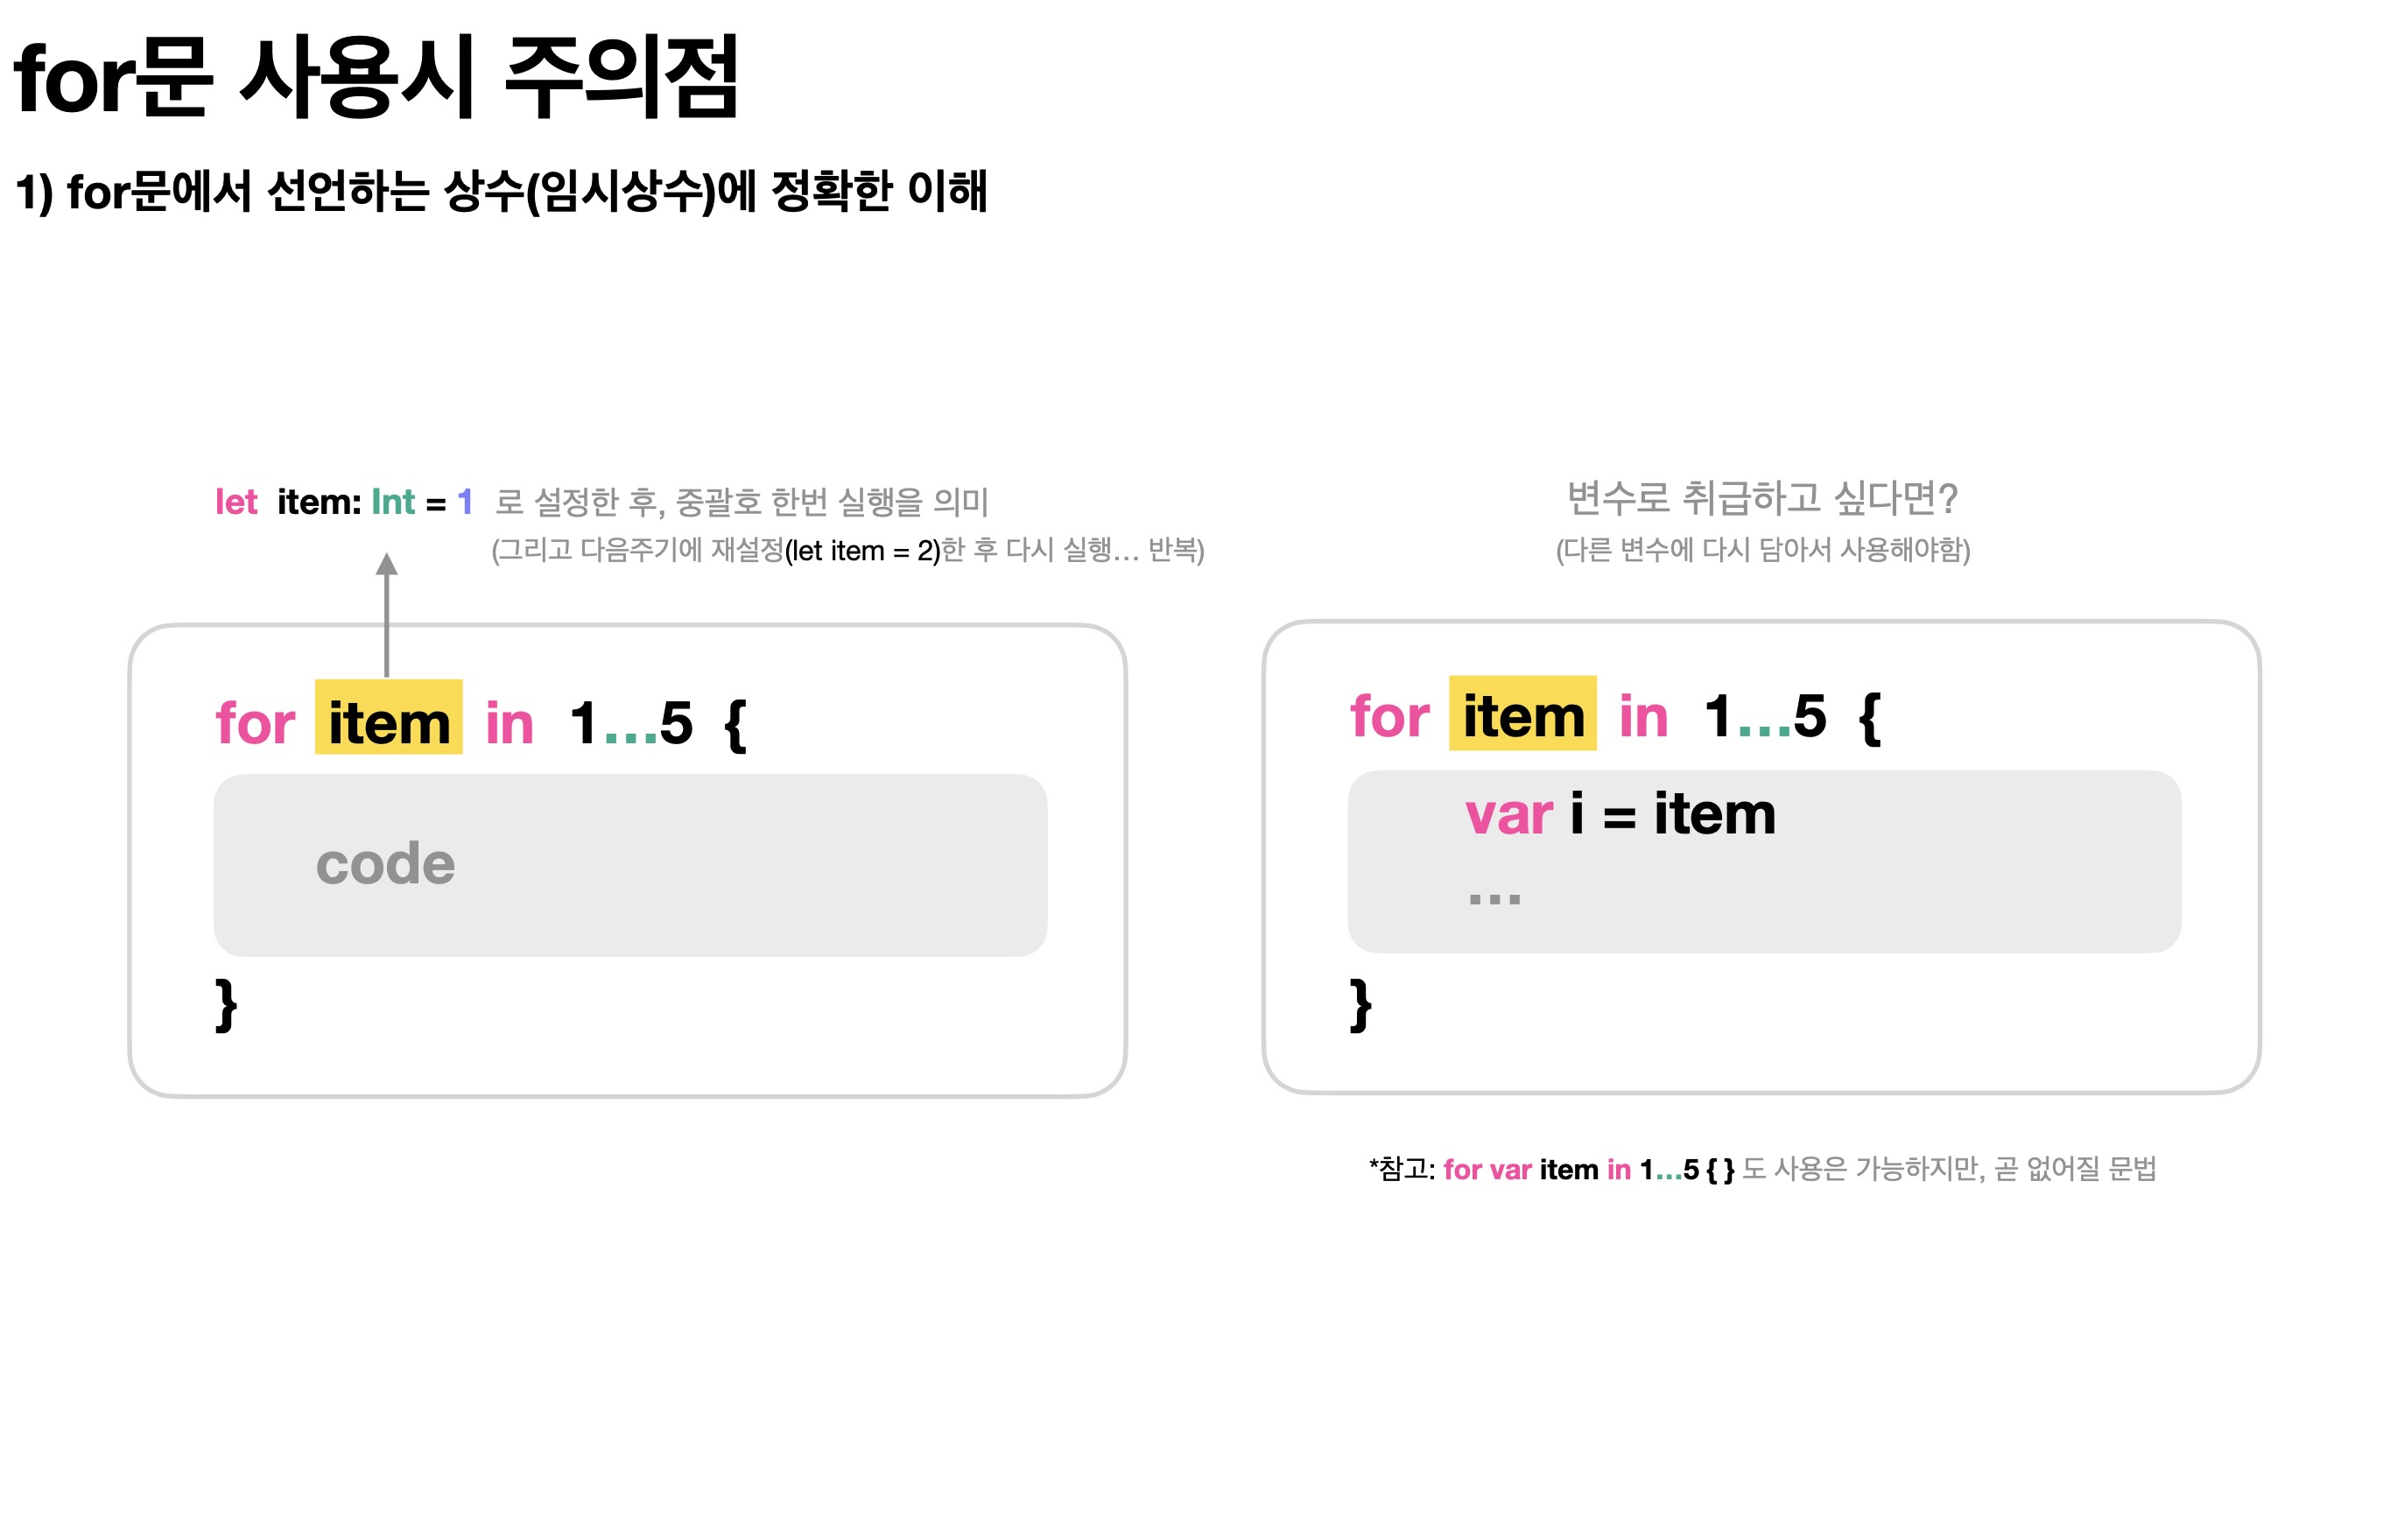 for문 사용시 주의점
1) for문에서 선언하는 상수(임시상수)에 정확한 이해
let item: Int = 1 로 설정한 후, 중괄호 한번 실행을 의미
(그리고 다음주기에 재설정(let item = 2)한 후 다시 실행... 반복)
for item in 1...5 {
code
}
변수로 취급하고 싶다면?
(다른 변수에 다시 담아서 사용해야함)
for item in 1...5 {
var i = item
...
}
*참고: for var item in 1...5 { } 도 사용은 가능하지만, 곧 없어질 문법